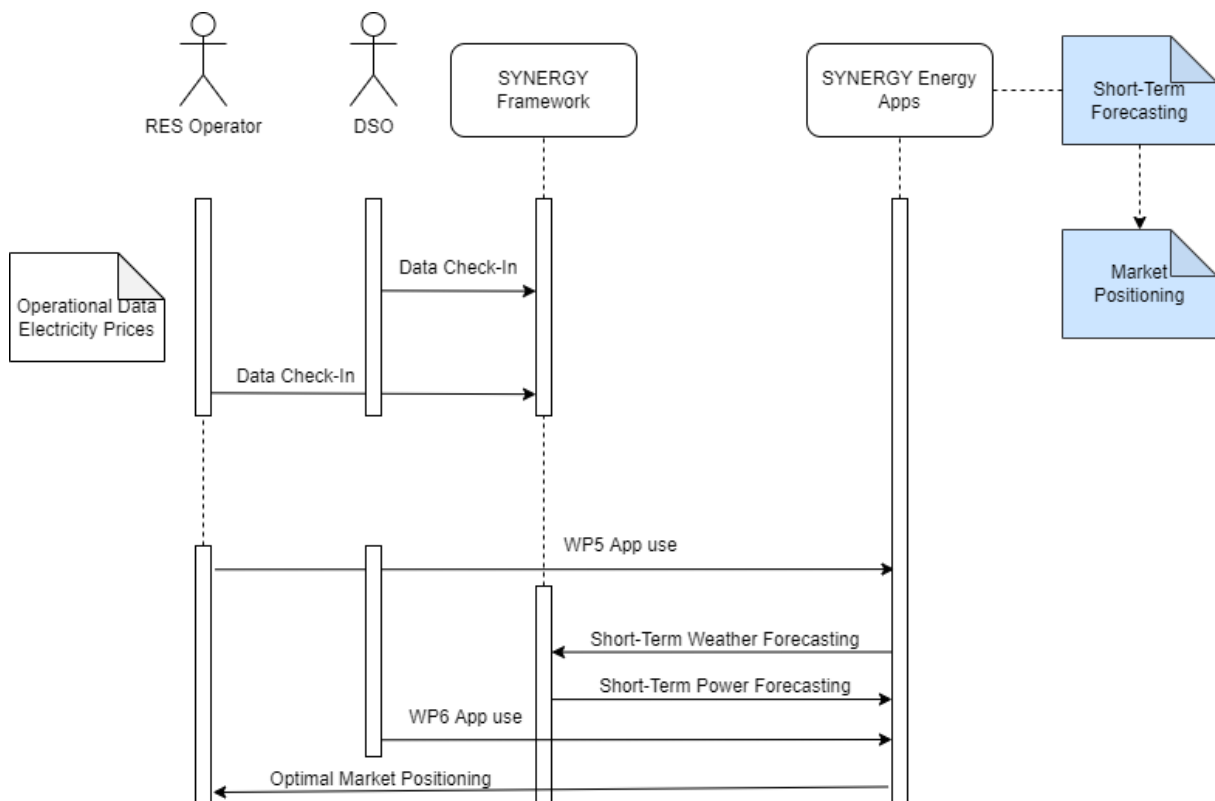 RES Operator
DSO
SYNERGY
Framework
SYNERGY Energy
Apps
Short-Term
Forecasting
Data Check-In
Operational Data
Electricity Prices
Market
Positioning
Data Check-In
WP5 App use
Short-Term Weather Forecasting
Short-Term Power Forecasting
WP6 App use
Optimal Market Positioning